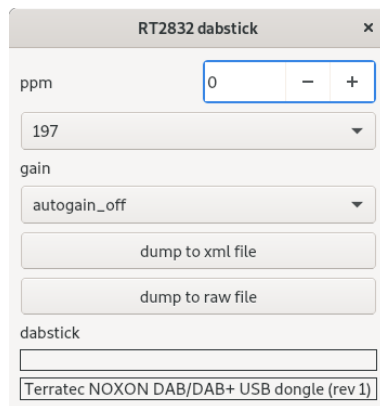 RT2832 dabstick ×
ppm 0 − +
197
gain
autogain_off
dump to xml file
dump to raw file
dabstick
Terratec NOXON DAB/DAB+ USB dongle (rev 1)